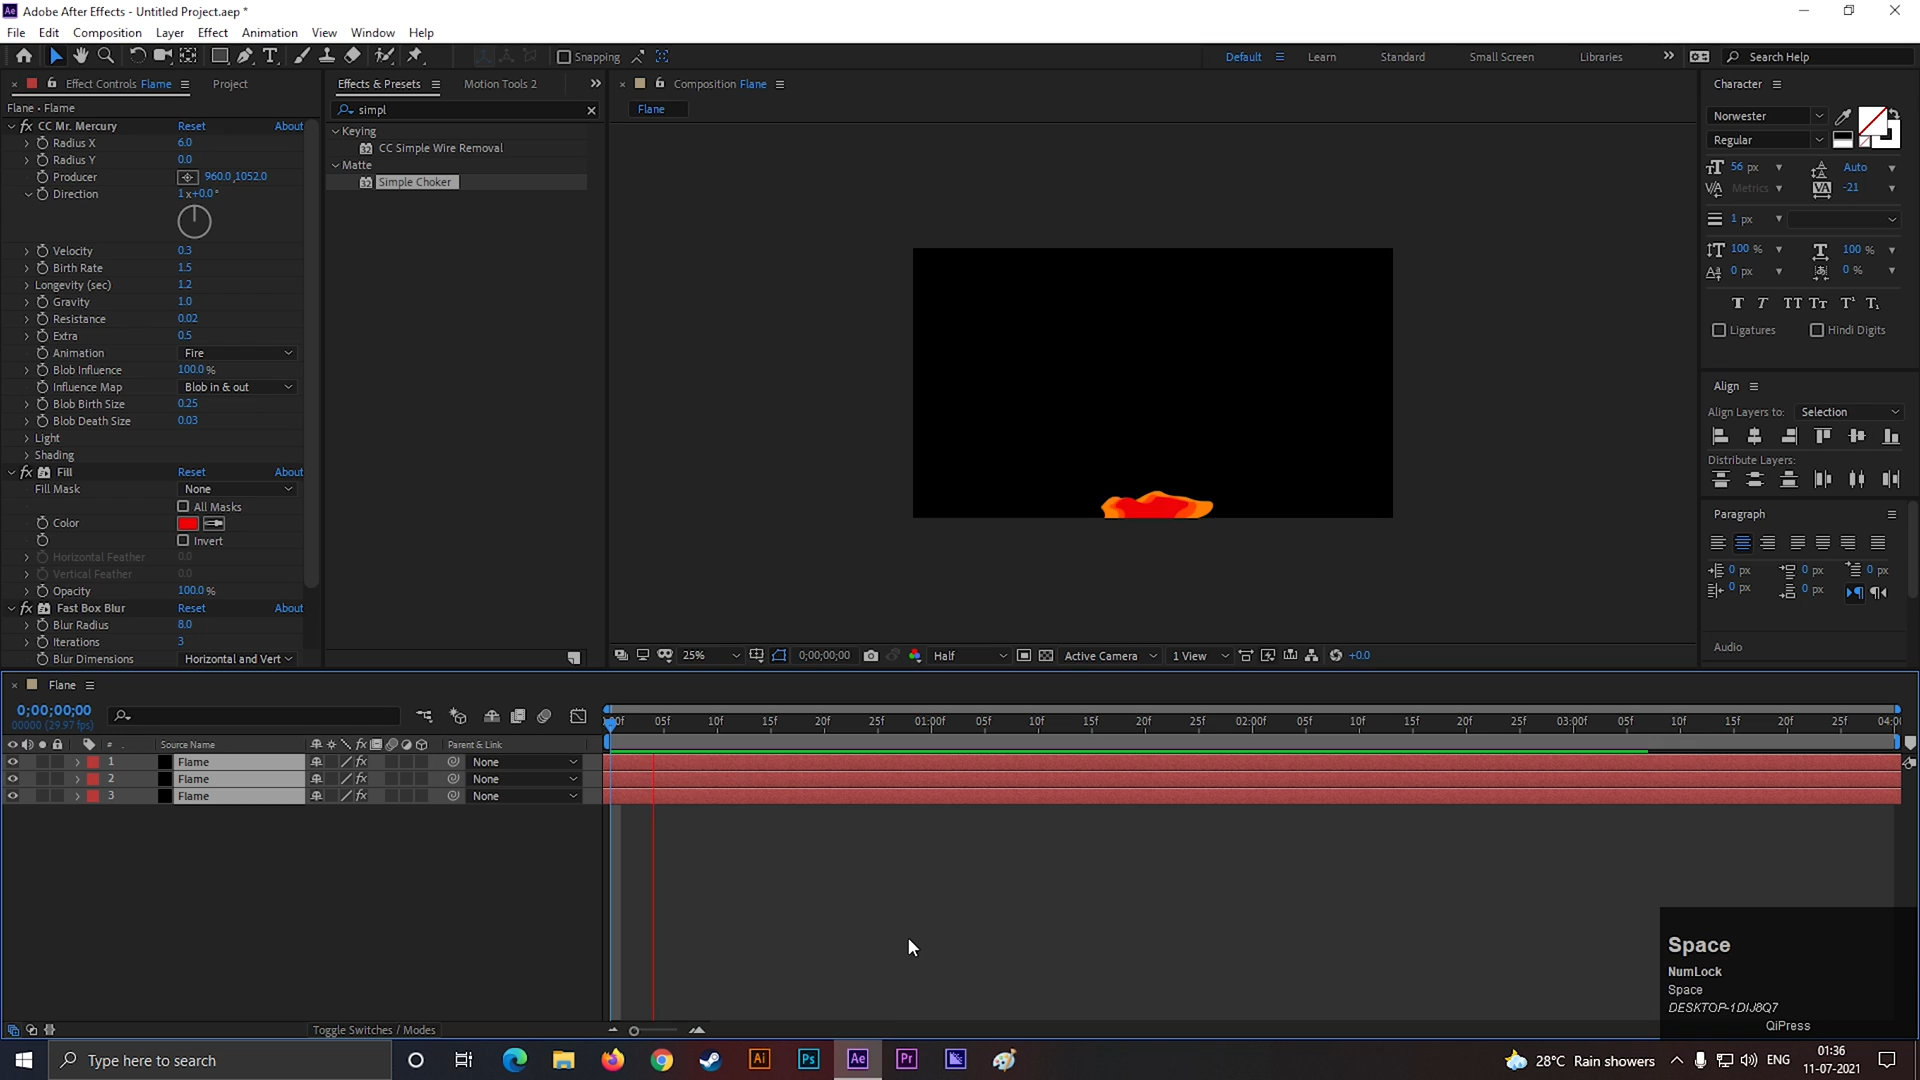 Adobe After Effects - Untitled Project.aep *
File Edit Composition Layer Effect Animation View Window Help
Snapping Default Learn Standard Small Screen Libraries Search Help
Effect Controls Flame Project
Flane • Flame
CC Mr. Mercury Reset About
Radius X 6.0
Radius Y 0.0
Producer 960.0,1052.0
Direction 1x+0.0°
Velocity 0.3
Birth Rate 1.5
Longevity (sec) 1.2
Gravity 1.0
Resistance 0.02
Extra 0.5
Animation Fire
Blob Influence 100.0%
Influence Map Blob in & out
Blob Birth Size 0.25
Blob Death Size 0.03
Light
Shading
Fill Reset About
Fill Mask None
All Masks
Color
Invert
Horizontal Feather 0.0
Vertical Feather 0.0
Opacity 100.0%
Fast Box Blur Reset About
Blur Radius 8.0
Iterations 3
Blur Dimensions Horizontal and Vert
Effects & Presets Motion Tools 2
simpl
Keying
CC Simple Wire Removal
Matte
Simple Choker
Composition Flane
Flane
25% 0;00;00;00 Half Active Camera 1 View +0.0
Character
Norwester
Regular
56 px Auto
Metrics -21
1 px
100 % 100 %
0 px 0 %
Ligatures Hindi Digits
Align
Align Layers to: Selection
Distribute Layers:
Paragraph
0 px 0 px 0 px
0 px 0 px
Audio
Flane
0;00;00;00
00000 (29.97 fps)
05f 10f 15f 20f 25f 01:00f 05f 10f 15f 20f 25f 02:00f 05f 10f 15f 20f 25f 03:00f 05f 10f 15f 20f 25f
# Source Name Parent & Link
1 Flame None
2 Flame None
3 Flame None
Toggle Switches / Modes
Space
NumLock
Space
DESKTOP-1DIJ8Q7
QiPress
Type here to search
Ai Ps Ae Pr
28°C Rain showers ENG 01:36
11-07-2021